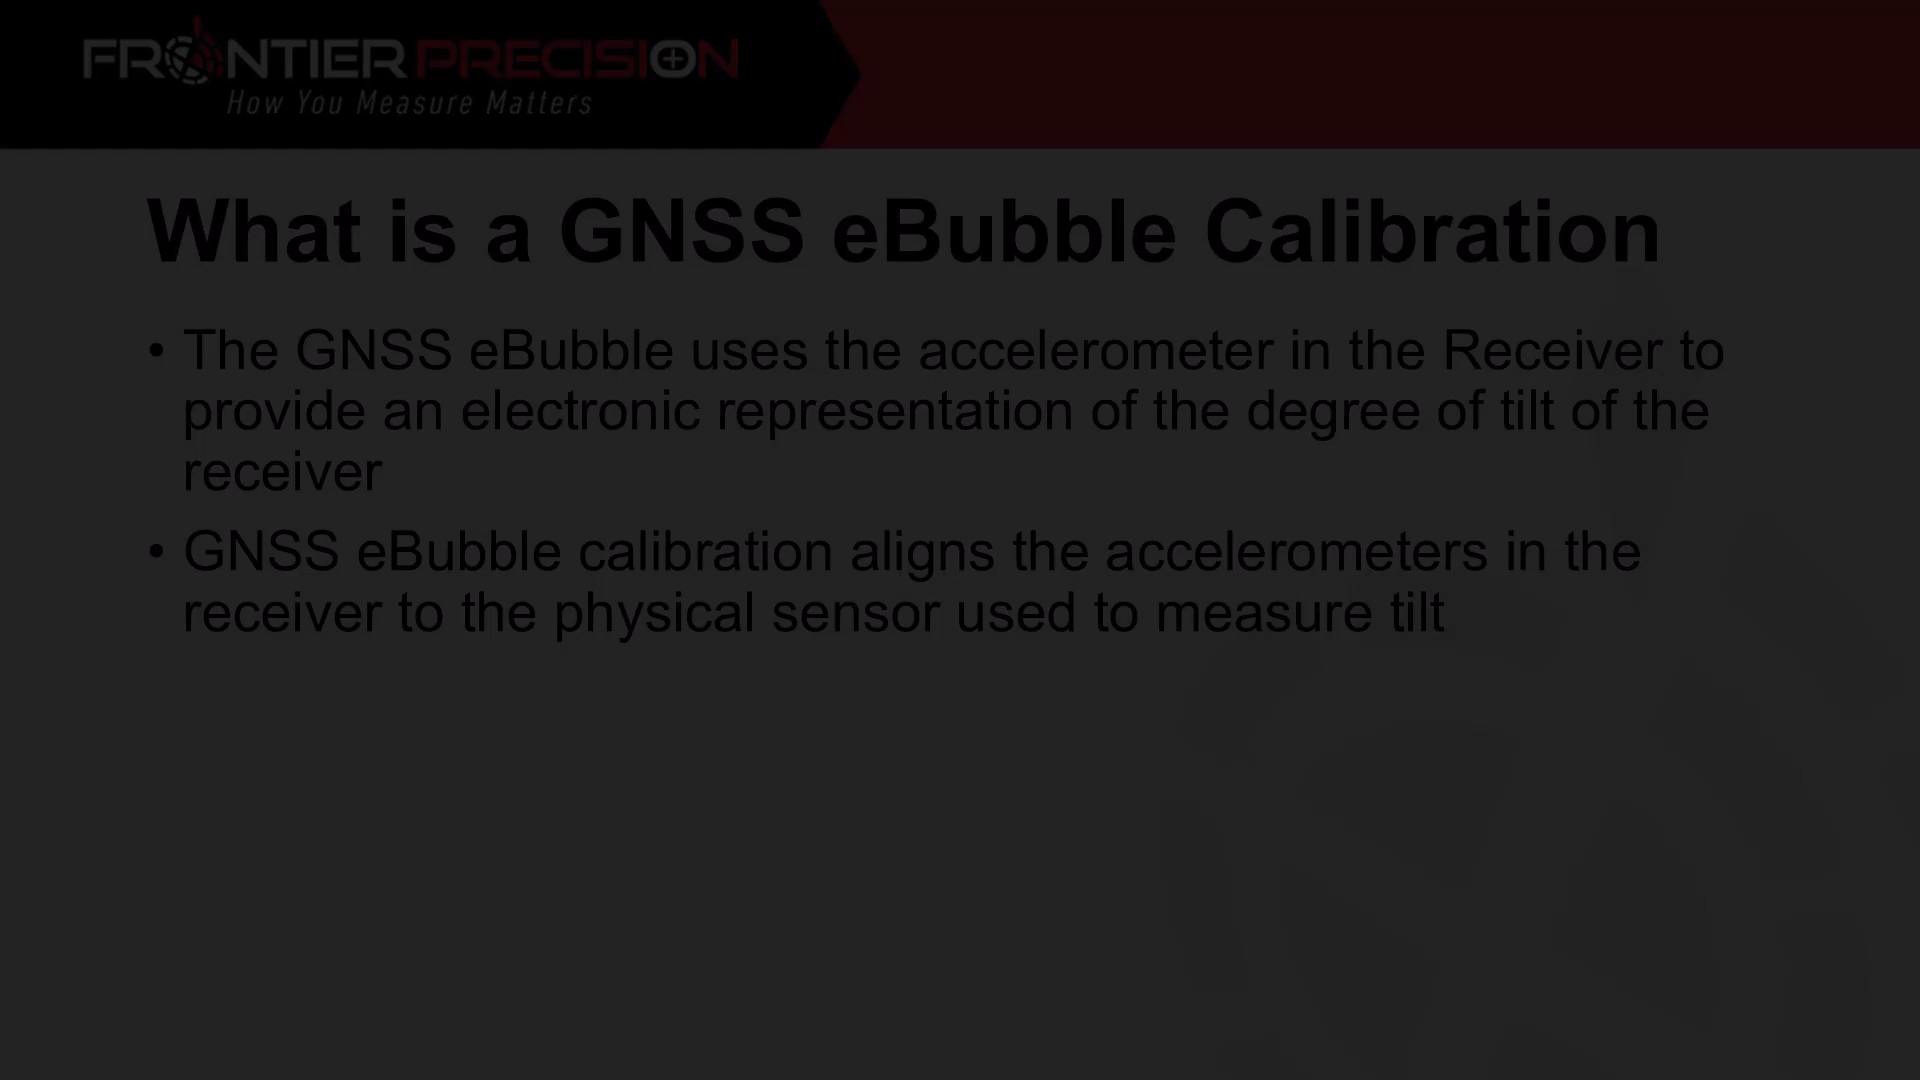 FRONTIER PRECISION
How You Measure Matters
What is a GNSS eBubble Calibration
• The GNSS eBubble uses the accelerometer in the Receiver to
provide an electronic representation of the degree of tilt of the
receiver
• GNSS eBubble calibration aligns the accelerometers in the
receiver to the physical sensor used to measure tilt